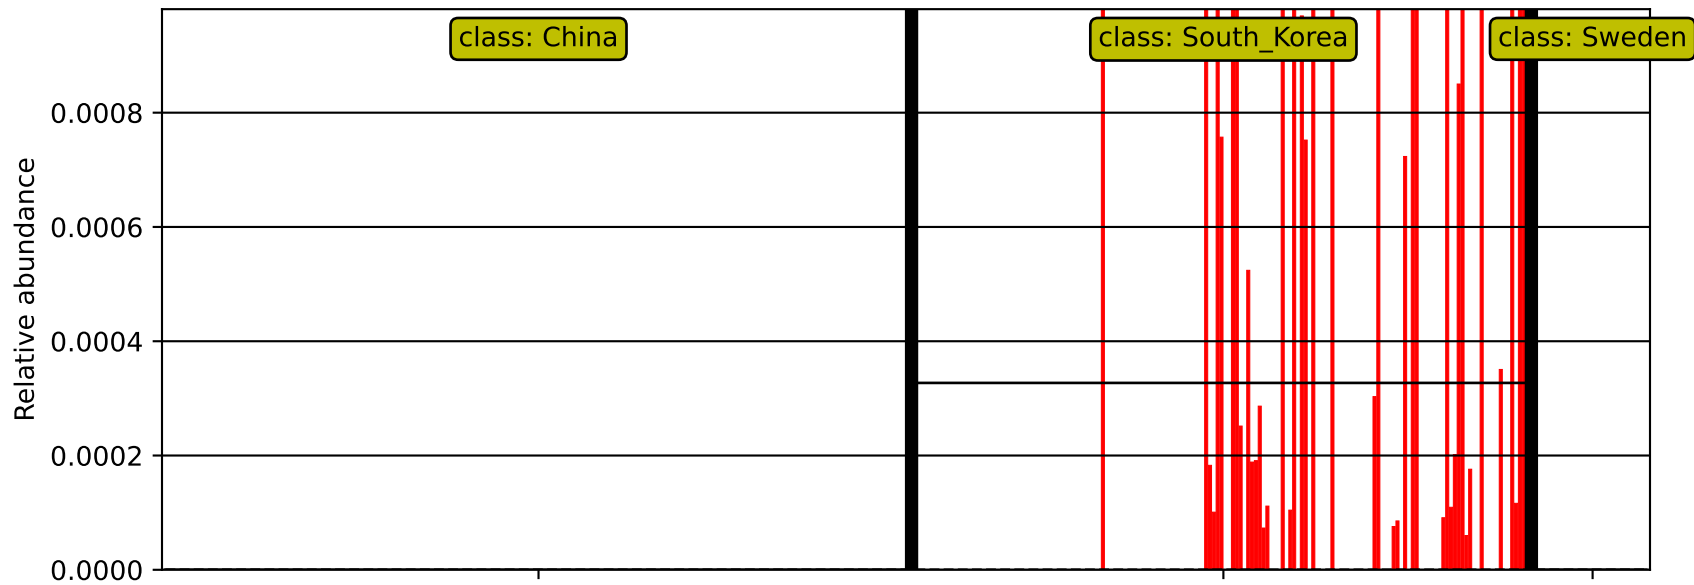 class: China
class: South_Korea
class: Sweden
Relative abundance
0.0008
0.0006
0.0004
0.0002
0.0000